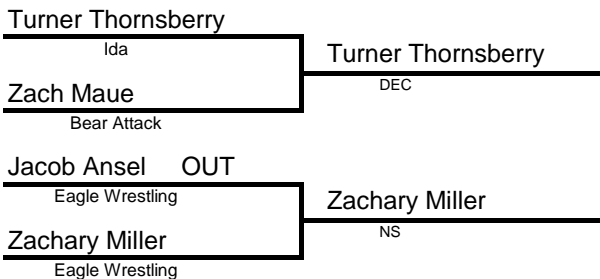 Turner Thornsberry
Ida
Turner Thornsberry
DEC
Zach Maue
Bear Attack
Jacob Ansel OUT
Eagle Wrestling
Zachary Miller
NS
Zachary Miller
Eagle Wrestling